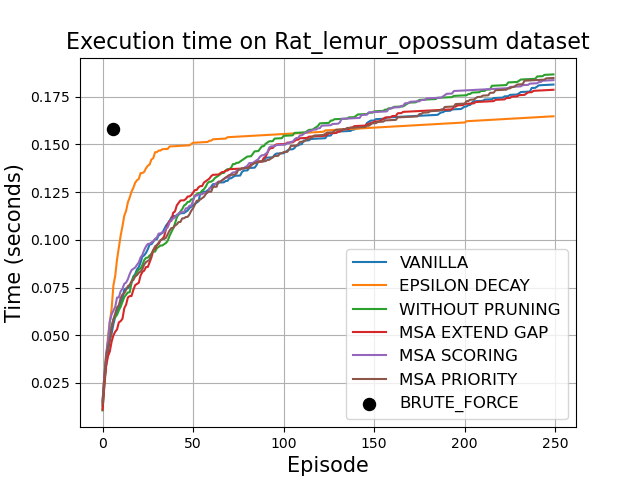 Execution time on Rat_lemur_opossum dataset
Time (seconds)
0.175
0.150
0.125
0.100
0.075
0.050
0.025
VANILLA
EPSILON DECAY
WITHOUT PRUNING
MSA EXTEND GAP
MSA SCORING
MSA PRIORITY
BRUTE_FORCE
0 50 100 150 200 250
Episode